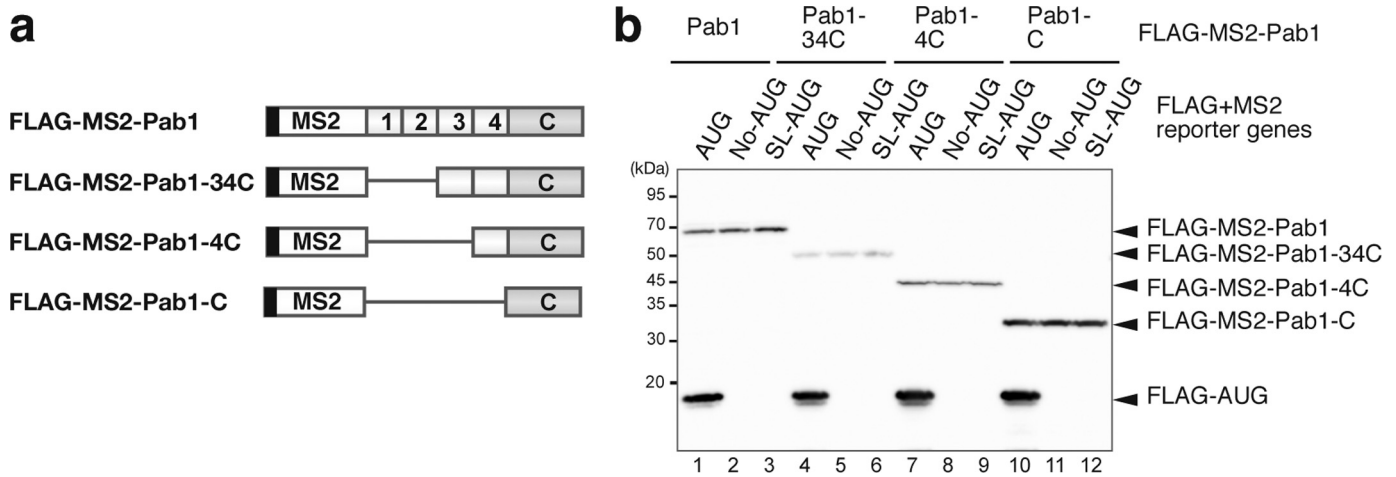 a
FLAG-MS2-Pab1 MS2 1 2 3 4 C
FLAG-MS2-Pab1-34C MS2 C
FLAG-MS2-Pab1-4C MS2 C
FLAG-MS2-Pab1-C MS2 C
b
Pab1 Pab1-34C Pab1-4C Pab1-C FLAG-MS2-Pab1
AUG No-AUG SL-AUG AUG No-AUG SL-AUG AUG No-AUG SL-AUG AUG No-AUG SL-AUG
FLAG+MS2
reporter genes
(kDa)
95
70
50
45
35
30
20
FLAG-MS2-Pab1
FLAG-MS2-Pab1-34C
FLAG-MS2-Pab1-4C
FLAG-MS2-Pab1-C
FLAG-AUG
1 2 3 4 5 6 7 8 9 10 11 12